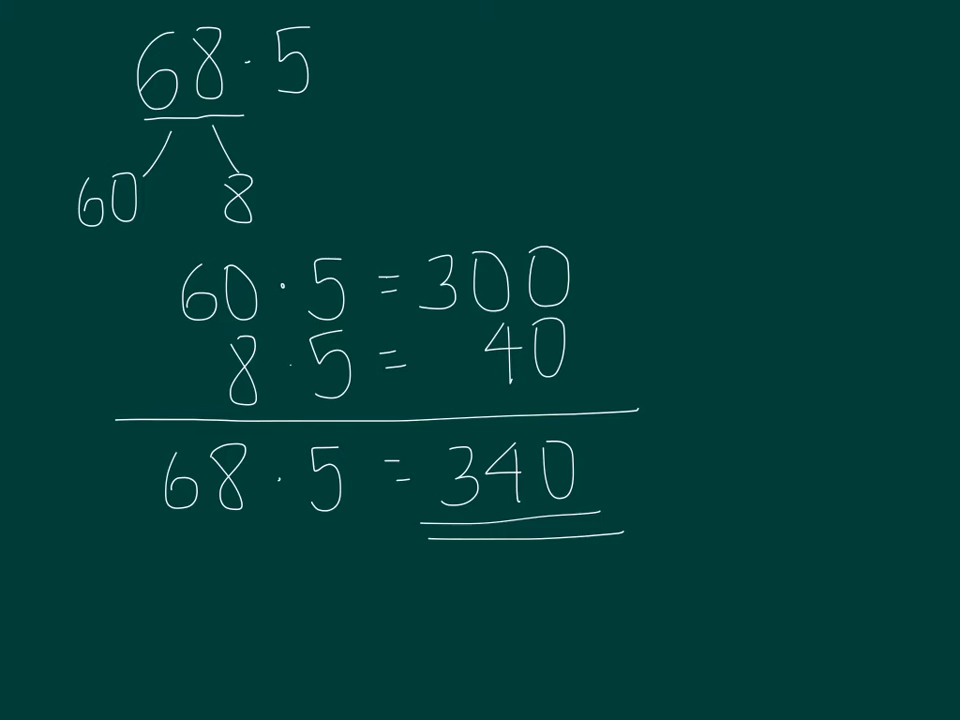 68 · 5
60 8
60 · 5 = 300
8 · 5 = 40
68 · 5 = 340